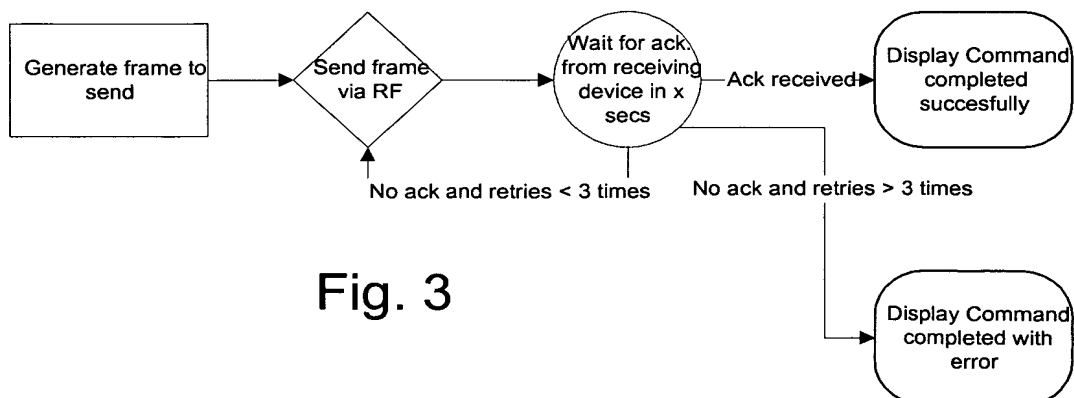 Generate frame to
send
Send frame
via RF
Wait for ack.
from receiving
device in x
secs
Ack received
Display Command
completed
succesfully
No ack and retries < 3 times
No ack and retries > 3 times
Fig. 3
Display Command
completed with
error